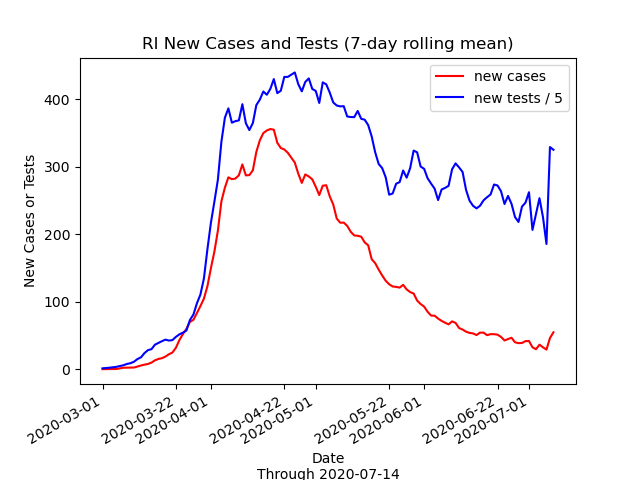 RI New Cases and Tests (7-day rolling mean)
new cases
new tests / 5
New Cases or Tests
400
300
200
100
0
2020-03-01
2020-03-22
2020-04-01
2020-04-22
2020-05-01
2020-05-22
2020-06-01
2020-06-22
2020-07-01
Date
Through 2020-07-14